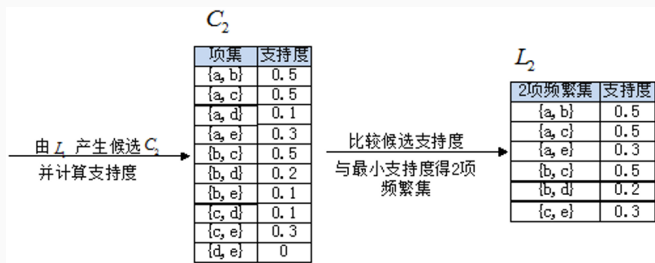 C₂
项集 支持度
{a, b} 0.5
{a, c} 0.5
{a, d} 0.1
{a, e} 0.3
{b, c} 0.5
{b, d} 0.2
{b, e} 0.1
{c, d} 0.1
{c, e} 0.3
{d, e} 0
由 L₁ 产生候选 C₂
并计算支持度
比较候选支持度
与最小支持度得2项
频繁集
L₂
2项频繁集 支持度
{a, b} 0.5
{a, c} 0.5
{a, e} 0.3
{b, c} 0.5
{b, d} 0.2
{c, e} 0.3